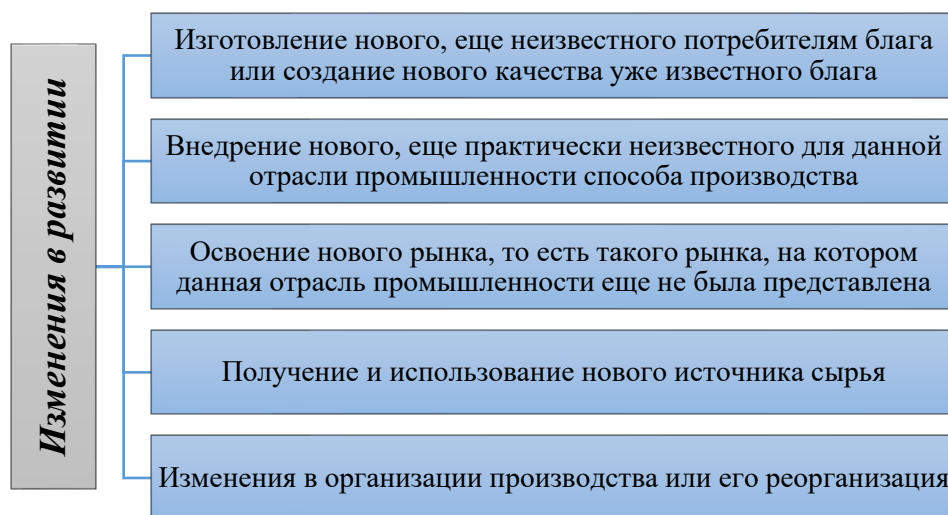 Изменения в развитии
Изготовление нового, еще неизвестного потребителям блага
или создание нового качества уже известного блага
Внедрение нового, еще практически неизвестного для данной
отрасли промышленности способа производства
Освоение нового рынка, то есть такого рынка, на котором
данная отрасль промышленности еще не была представлена
Получение и использование нового источника сырья
Изменения в организации производства или его реорганизация